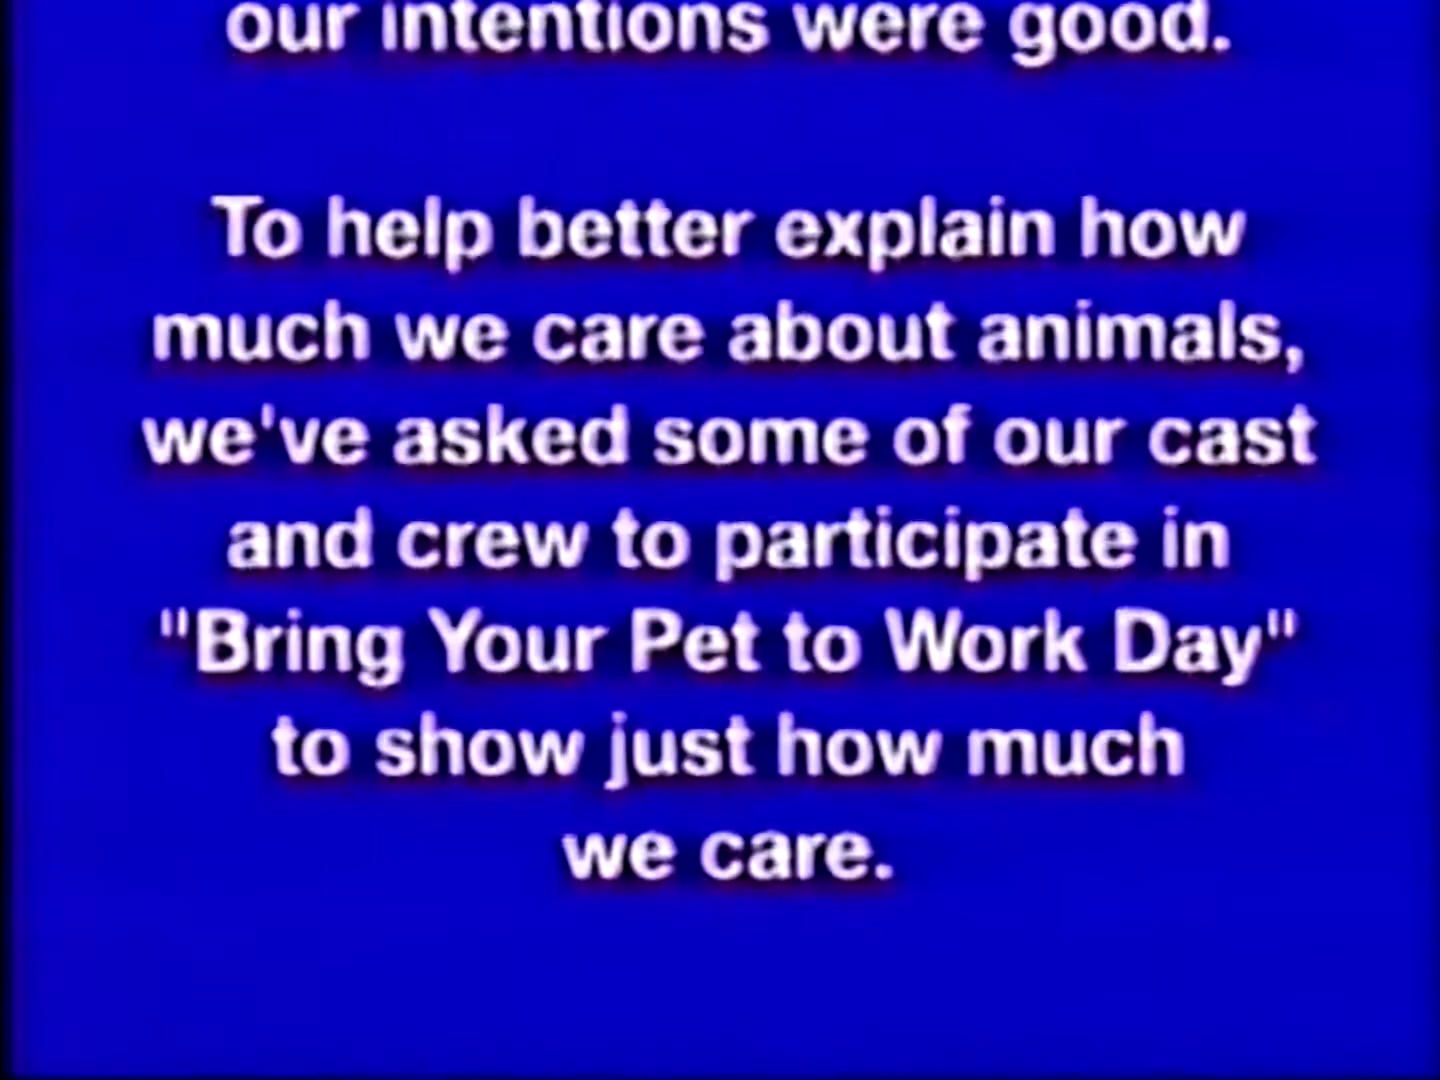 our intentions were good.
To help better explain how
much we care about animals,
we've asked some of our cast
and crew to participate in
"Bring Your Pet to Work Day"
to show just how much
we care.